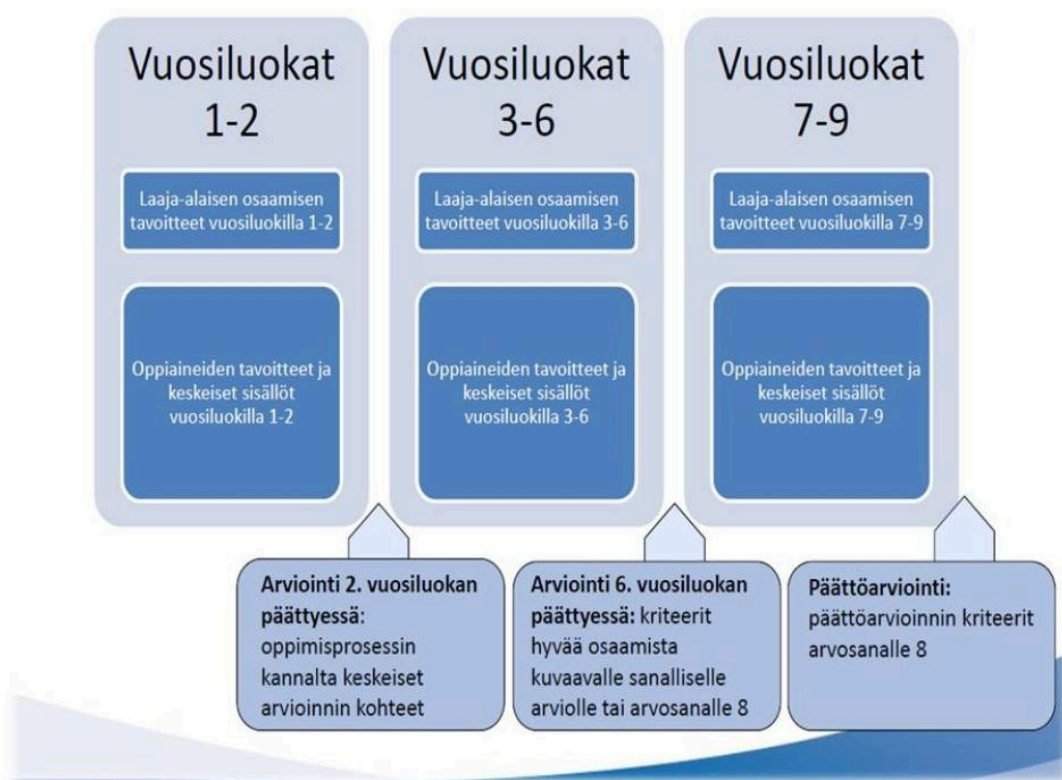 Vuosiluokat
1-2
Laaja-alaisen osaamisen
tavoitteet vuosiluokilla 1-2
Oppiaineiden tavoitteet ja
keskeiset sisällöt
vuosiluokilla 1-2
Vuosiluokat
3-6
Laaja-alaisen osaamisen
tavoitteet vuosiluokilla 3-6
Oppiaineiden tavoitteet ja
keskeiset sisällöt
vuosiluokilla 3-6
Vuosiluokat
7-9
Laaja-alaisen osaamisen
tavoitteet vuosiluokilla 7-9
Oppiaineiden tavoitteet ja
keskeiset sisällöt
vuosiluokilla 7-9
Arviointi 2. vuosiluokan
päättyessä:
oppimisprosessin
kannalta keskeiset
arvioinnin kohteet
Arviointi 6. vuosiluokan
päättyessä: kriteerit
hyvää osaamista
kuvaavalle sanalliselle
arviolle tai arvosanalle 8
Päättöarviointi:
päättöarvioinnin kriteerit
arvosanalle 8